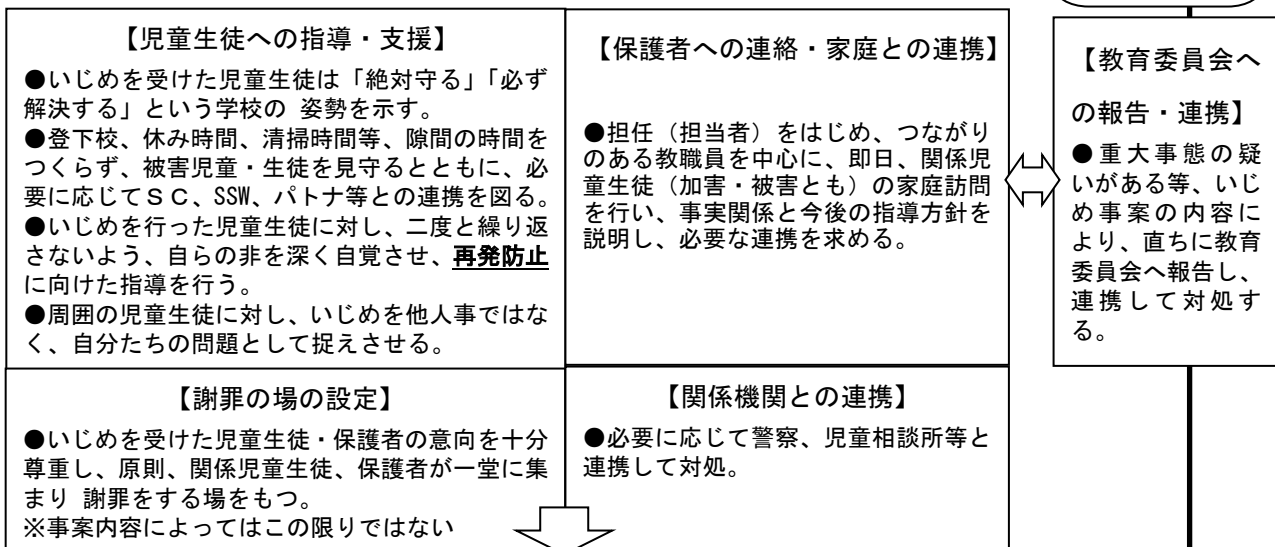 【児童生徒への指導・支援】
●いじめを受けた児童生徒は「絶対守る」「必ず
解決する」という学校の 姿勢を示す。
●登下校、休み時間、清掃時間等、隙間の時間を
つくらず、被害児童・生徒を見守るとともに、必
要に応じてＳＣ、SSW、パトナ等との連携を図る。
●いじめを行った児童生徒に対し、二度と繰り返
さないよう、自らの非を深く自覚させ、再発防止
に向けた指導を行う。
●周囲の児童生徒に対し、いじめを他人事ではな
く、自分たちの問題として捉えさせる。
【保護者への連絡・家庭との連携】
●担任（担当者）をはじめ、つながり
のある教職員を中心に、即日、関係児
童生徒（加害・被害とも）の家庭訪問
を行い、事実関係と今後の指導方針を
説明し、必要な連携を求める。
【教育委員会へ
の報告・連携】
●重大事態の疑
いがある等、いじ
め事案の内容に
より、直ちに教育
委員会へ報告し、
連携して対処す
る。
【謝罪の場の設定】
●いじめを受けた児童生徒・保護者の意向を十分
尊重し、原則、関係児童生徒、保護者が一堂に集
まり 謝罪をする場をもつ。
※事案内容によってはこの限りではない
【関係機関との連携】
●必要に応じて警察、児童相談所等と
連携して対処。